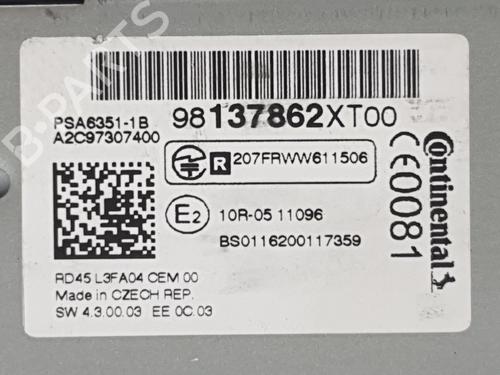 PSA6351-1B
A2C97307400
98137862XT00
R 207FRWW611506
E2 10R-05 11096
BS0116200117359
RD45 L3FA04 CEM 00
Made in CZECH REP.
SW 4.3.00.03 EE 0C.03
Continental
CE0081
B-PARTS